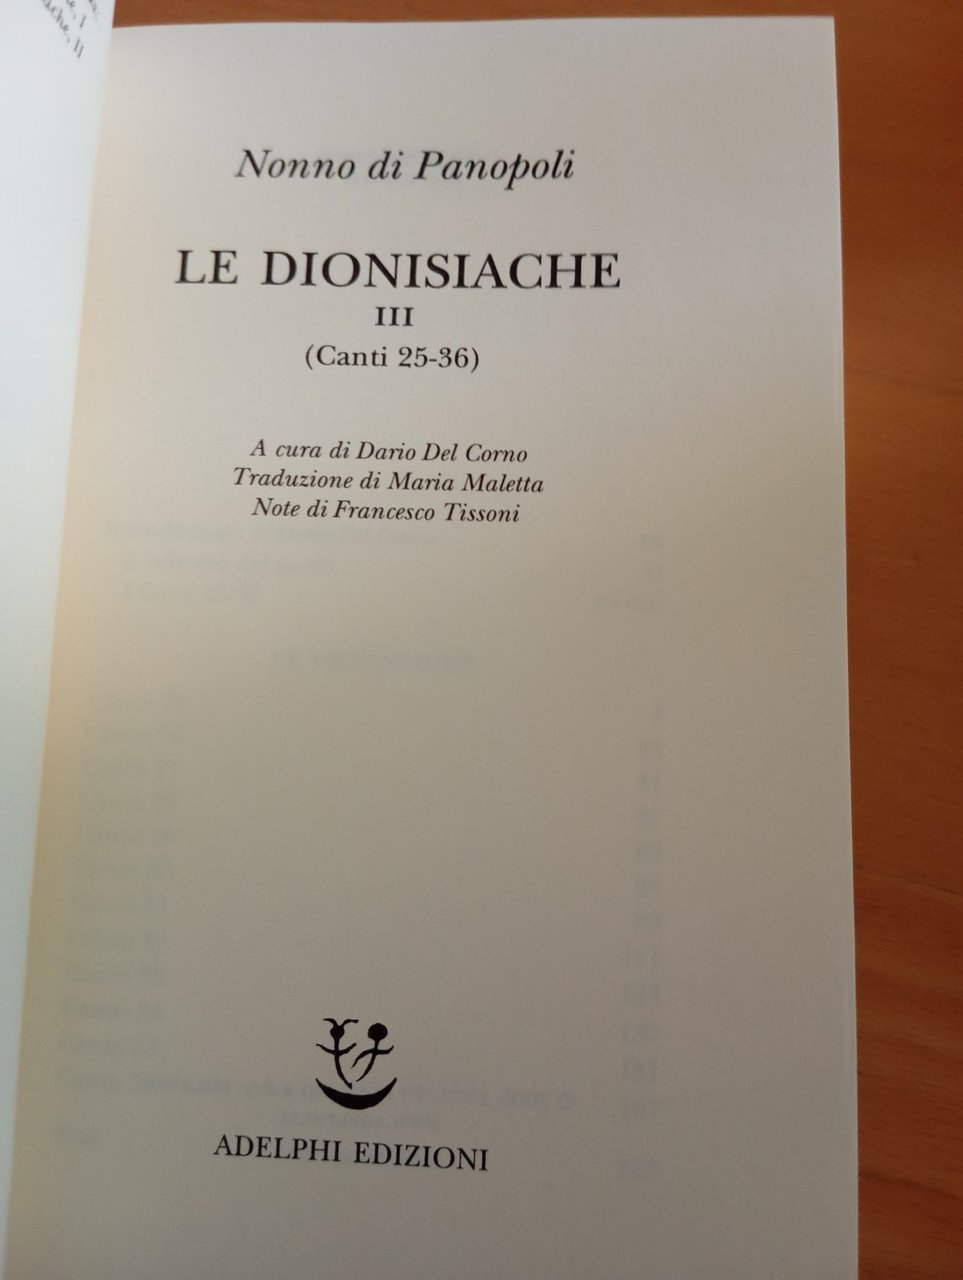 Nonno di Panopoli
LE DIONISIACHE
III
(Canti 25-36)
A cura di Dario Del Corno
Traduzione di Maria Maletta
Note di Francesco Tissoni
ADELPHI EDIZIONI